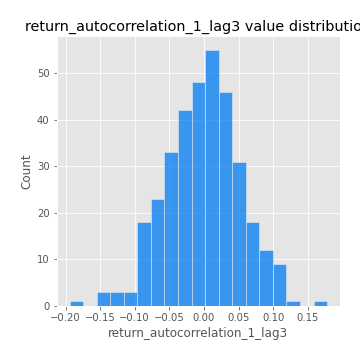 return_autocorrelation_1_lag3 value distributio
50
40
30
20
10
0
Count
−0.20 −0.15 −0.10 −0.05 0.00 0.05 0.10 0.15
return_autocorrelation_1_lag3